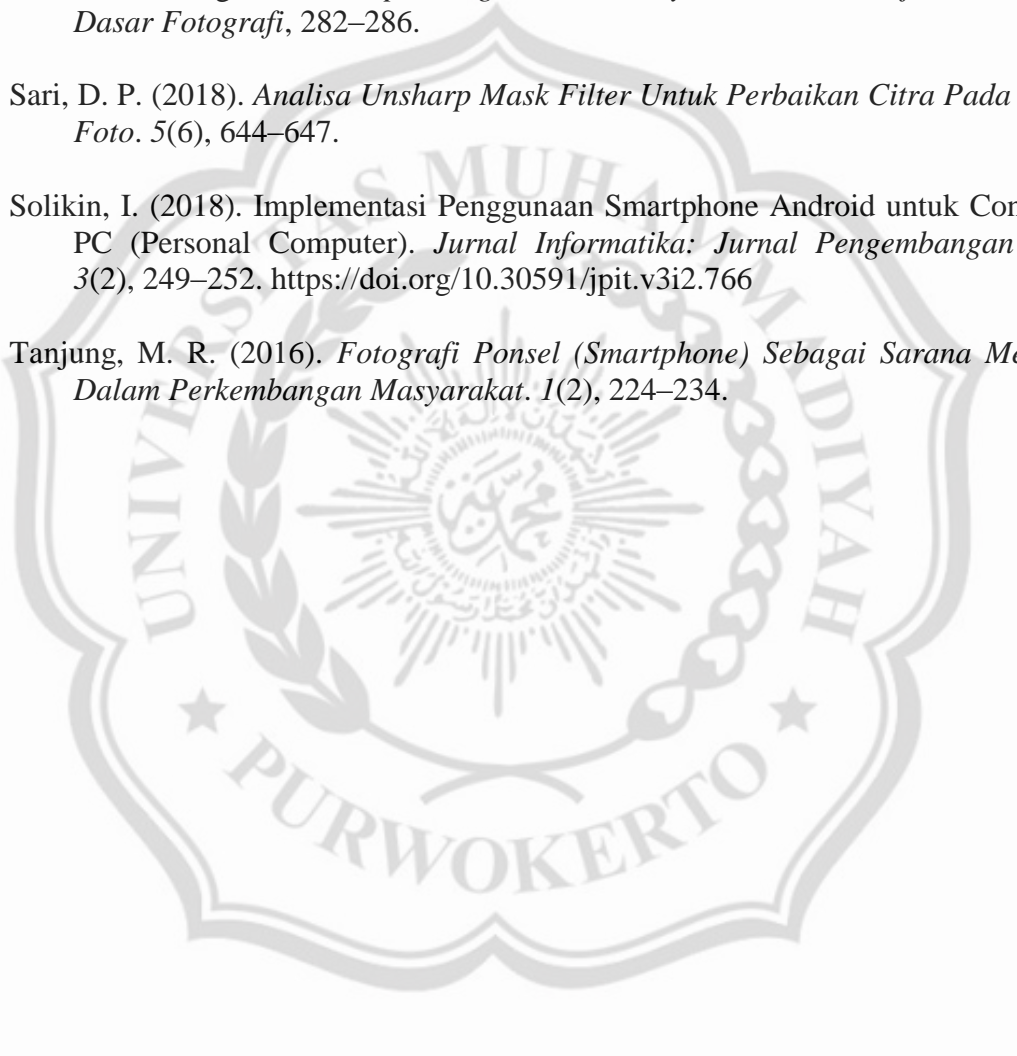 Dasar Fotografi, 282–286.
Sari, D. P. (2018). Analisa Unsharp Mask Filter Untuk Perbaikan Citra Pada
Foto. 5(6), 644–647.
Solikin, I. (2018). Implementasi Penggunaan Smartphone Android untuk
PC (Personal Computer). Jurnal Informatika: Jurnal Pengembangan
3(2), 249–252. https://doi.org/10.30591/jpit.v3i2.766
Tanjung, M. R. (2016). Fotografi Ponsel (Smartphone) Sebagai Sarana
Dalam Perkembangan Masyarakat. 1(2), 224–234.
UNIVERSITAS MUHAMMADIYAH
PURWOKERTO